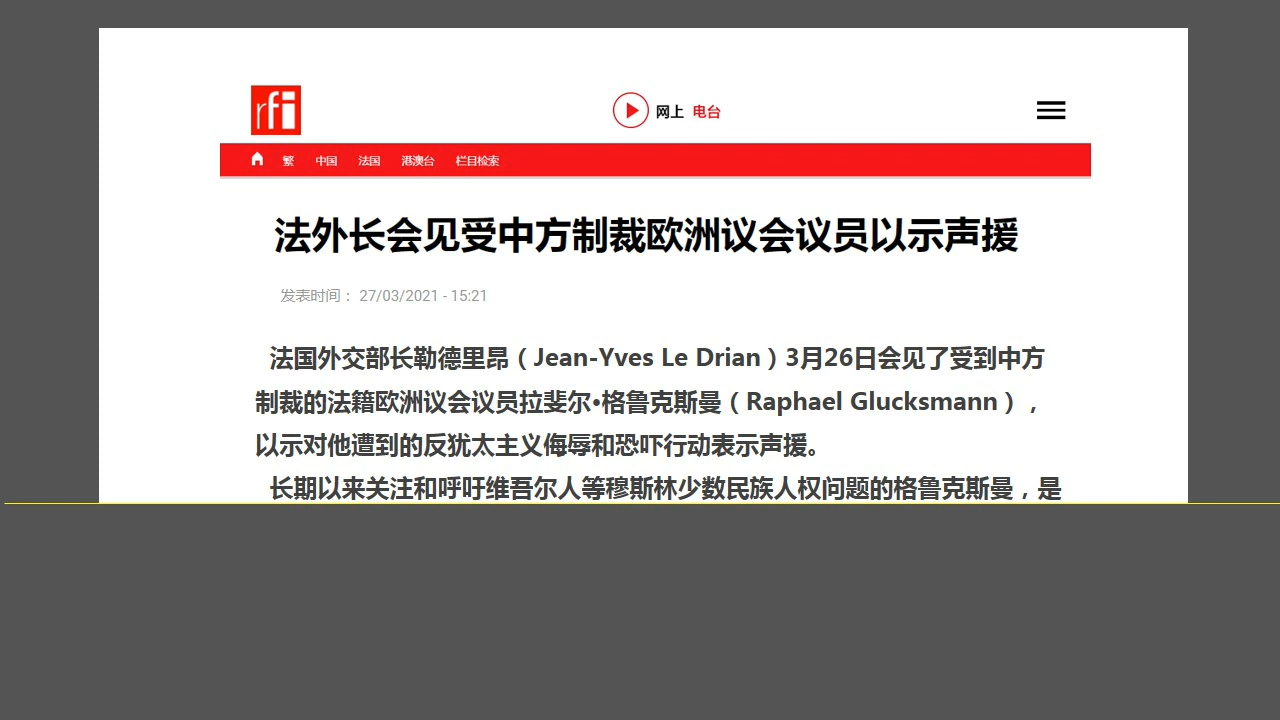 rfi
网上 电台
繁 中国 法国 港澳台 栏目检索
法外长会见受中方制裁欧洲议会议员以示声援
发表时间： 27/03/2021 - 15:21
法国外交部长勒德里昂（Jean-Yves Le Drian）3月26日会见了受到中方
制裁的法籍欧洲议会议员拉斐尔•格鲁克斯曼（Raphael Glucksmann），
以示对他遭到的反犹太主义侮辱和恐吓行动表示声援。
长期以来关注和呼吁维吾尔人等穆斯林少数民族人权问题的格鲁克斯曼，是